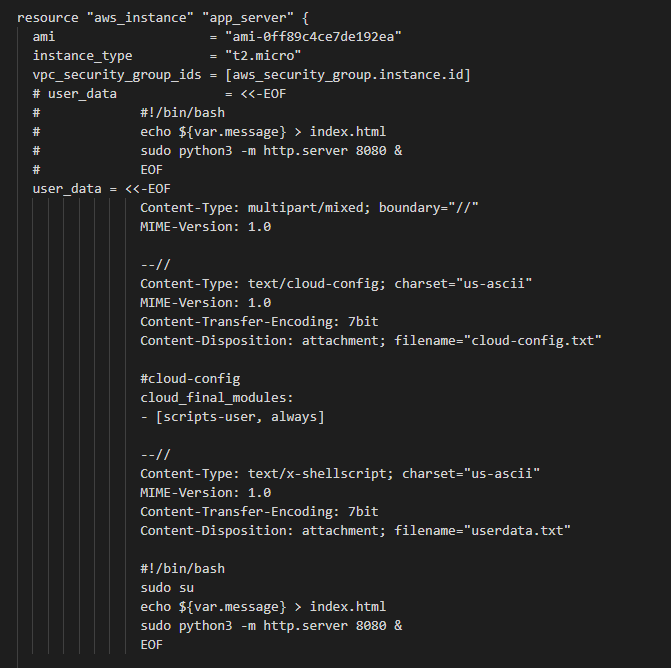 resource "aws_instance" "app_server" {
ami = "ami-0ff89c4ce7de192ea"
instance_type = "t2.micro"
vpc_security_group_ids = [aws_security_group.instance.id]
# user_data = <<-EOF
# #!/bin/bash
# echo ${var.message} > index.html
# sudo python3 -m http.server 8080 &
# EOF
user_data = <<-EOF
Content-Type: multipart/mixed; boundary="//"
MIME-Version: 1.0
--//
Content-Type: text/cloud-config; charset="us-ascii"
MIME-Version: 1.0
Content-Transfer-Encoding: 7bit
Content-Disposition: attachment; filename="cloud-config.txt"
#cloud-config
cloud_final_modules:
- [scripts-user, always]
--//
Content-Type: text/x-shellscript; charset="us-ascii"
MIME-Version: 1.0
Content-Transfer-Encoding: 7bit
Content-Disposition: attachment; filename="userdata.txt"
#!/bin/bash
sudo su
echo ${var.message} > index.html
sudo python3 -m http.server 8080 &
EOF